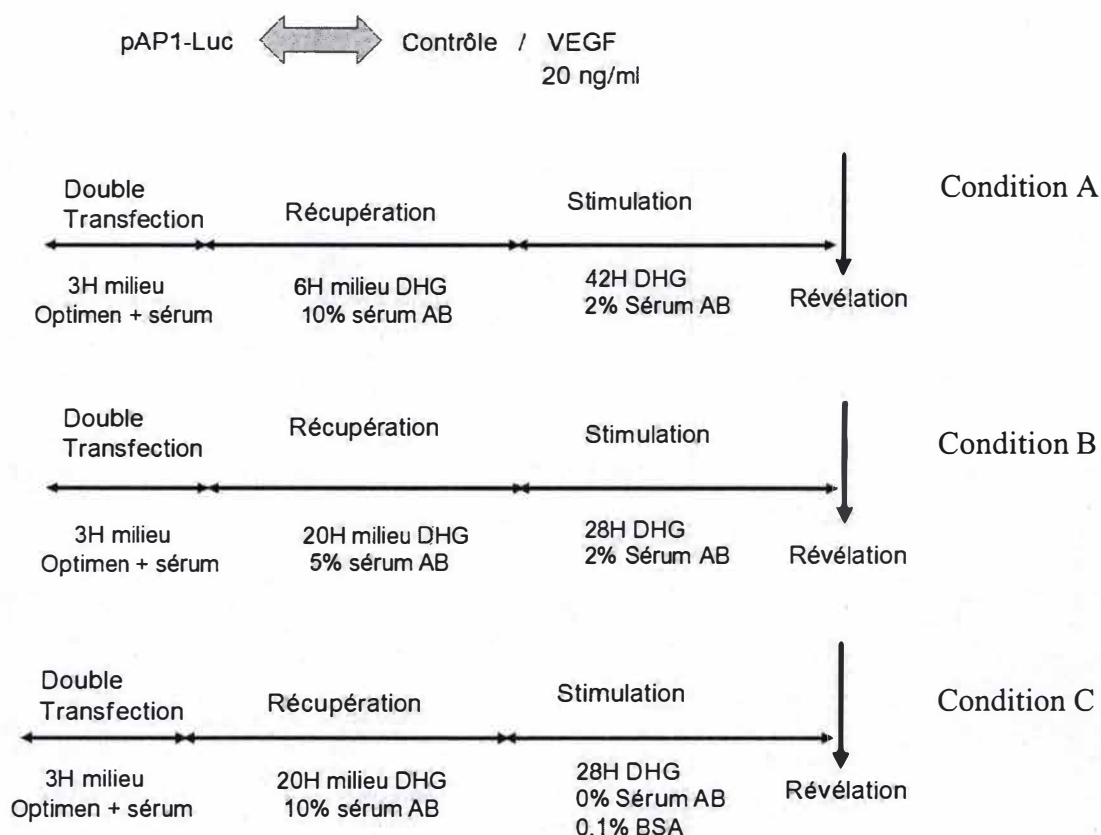 pAP1-Luc Contrôle / VEGF
20 ng/ml
Condition A
Double
Transfection
Récupération
Stimulation
3H milieu
Optimen + sérum
6H milieu DHG
10% sérum AB
42H DHG
2% Sérum AB
Révélation
Condition B
Double
Transfection
Récupération
Stimulation
3H milieu
Optimen + sérum
20H milieu DHG
5% sérum AB
28H DHG
2% Sérum AB
Révélation
Condition C
Double
Transfection
Récupération
Stimulation
3H milieu
Optimen + sérum
20H milieu DHG
10% sérum AB
28H DHG
0% Sérum AB
0.1% BSA
Révélation